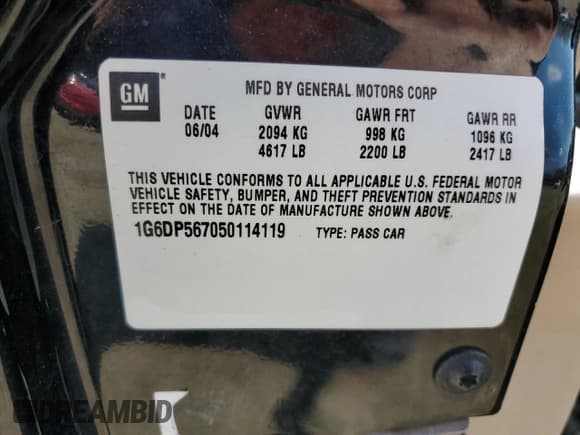 GM
MFD BY GENERAL MOTORS CORP
DATE GVWR GAWR FRT GAWR RR
06/04 2094 KG 998 KG 1096 KG
4617 LB 2200 LB 2417 LB
THIS VEHICLE CONFORMS TO ALL APPLICABLE U.S. FEDERAL MOTOR
VEHICLE SAFETY, BUMPER, AND THEFT PREVENTION STANDARDS IN
EFFECT ON THE DATE OF MANUFACTURE SHOWN ABOVE.
1G6DP567050114119 TYPE: PASS CAR
DREAMBID